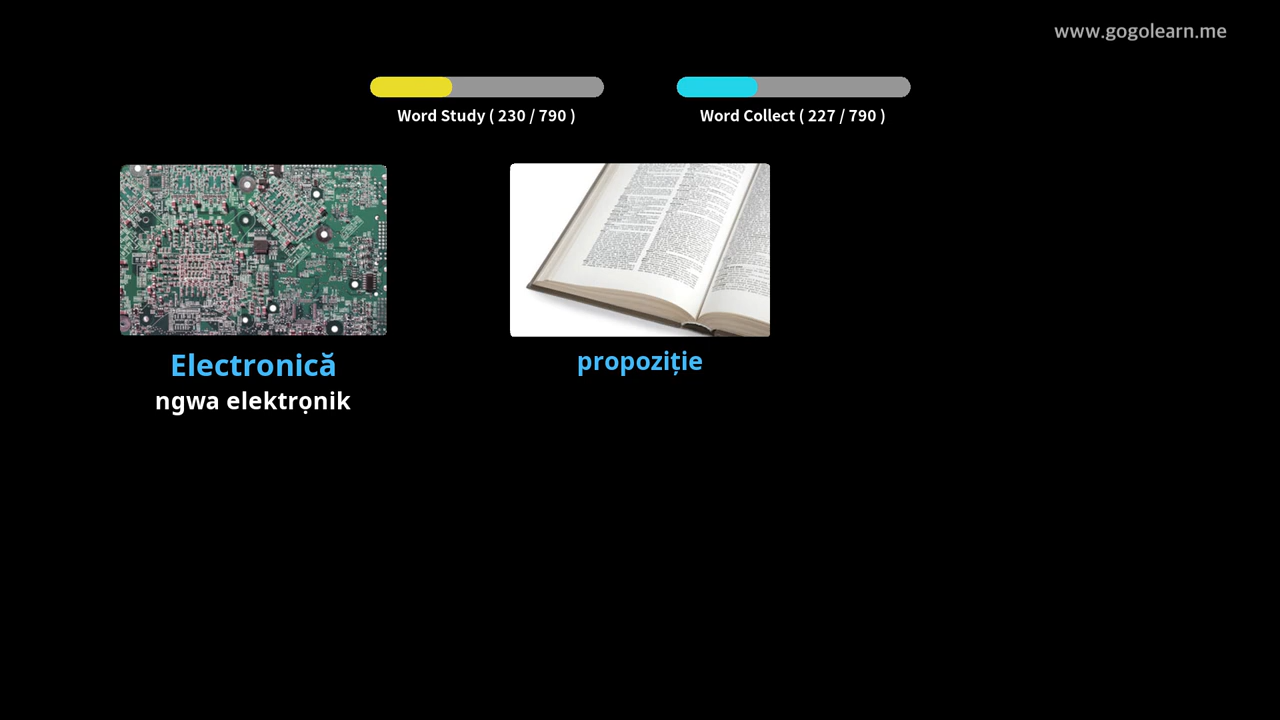 www.gogolearn.me
Word Study ( 230 / 790 )
Word Collect ( 227 / 790 )
Electronică
ngwa elektrọnik
propoziție